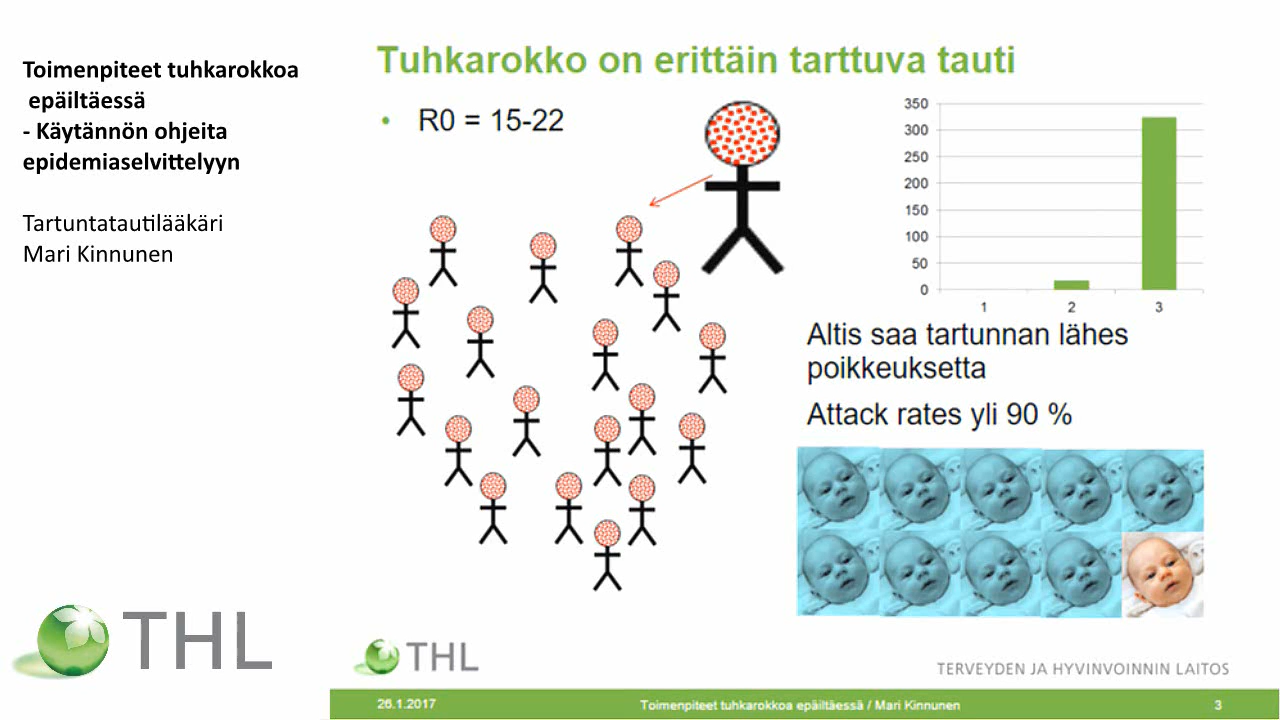 Toimenpiteet tuhkarokkoa
epäiltäessä
- Käytännön ohjeita
epidemiaselvittelyyn
Tartuntatautilääkäri
Mari Kinnunen
THL
Tuhkarokko on erittäin tarttuva tauti
• R0 = 15-22
350
300
250
200
150
100
50
0
1 2 3
Altis saa tartunnan lähes
poikkeuksetta
Attack rates yli 90 %
THL
TERVEYDEN JA HYVINVOINNIN LAITOS
26.1.2017 Toimenpiteet tuhkarokkoa epäiltäessä / Mari Kinnunen 3